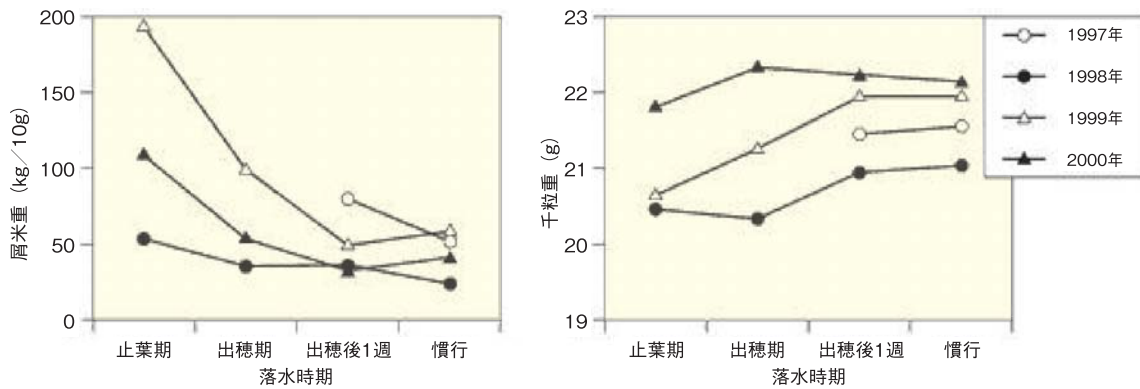 200
150
100
50
0
屑米重（kg／10g）
止葉期 出穂期 出穂後1週 慣行
落水時期
23
22
21
20
19
千粒重（g）
止葉期 出穂期 出穂後1週 慣行
落水時期
1997年
1998年
1999年
2000年